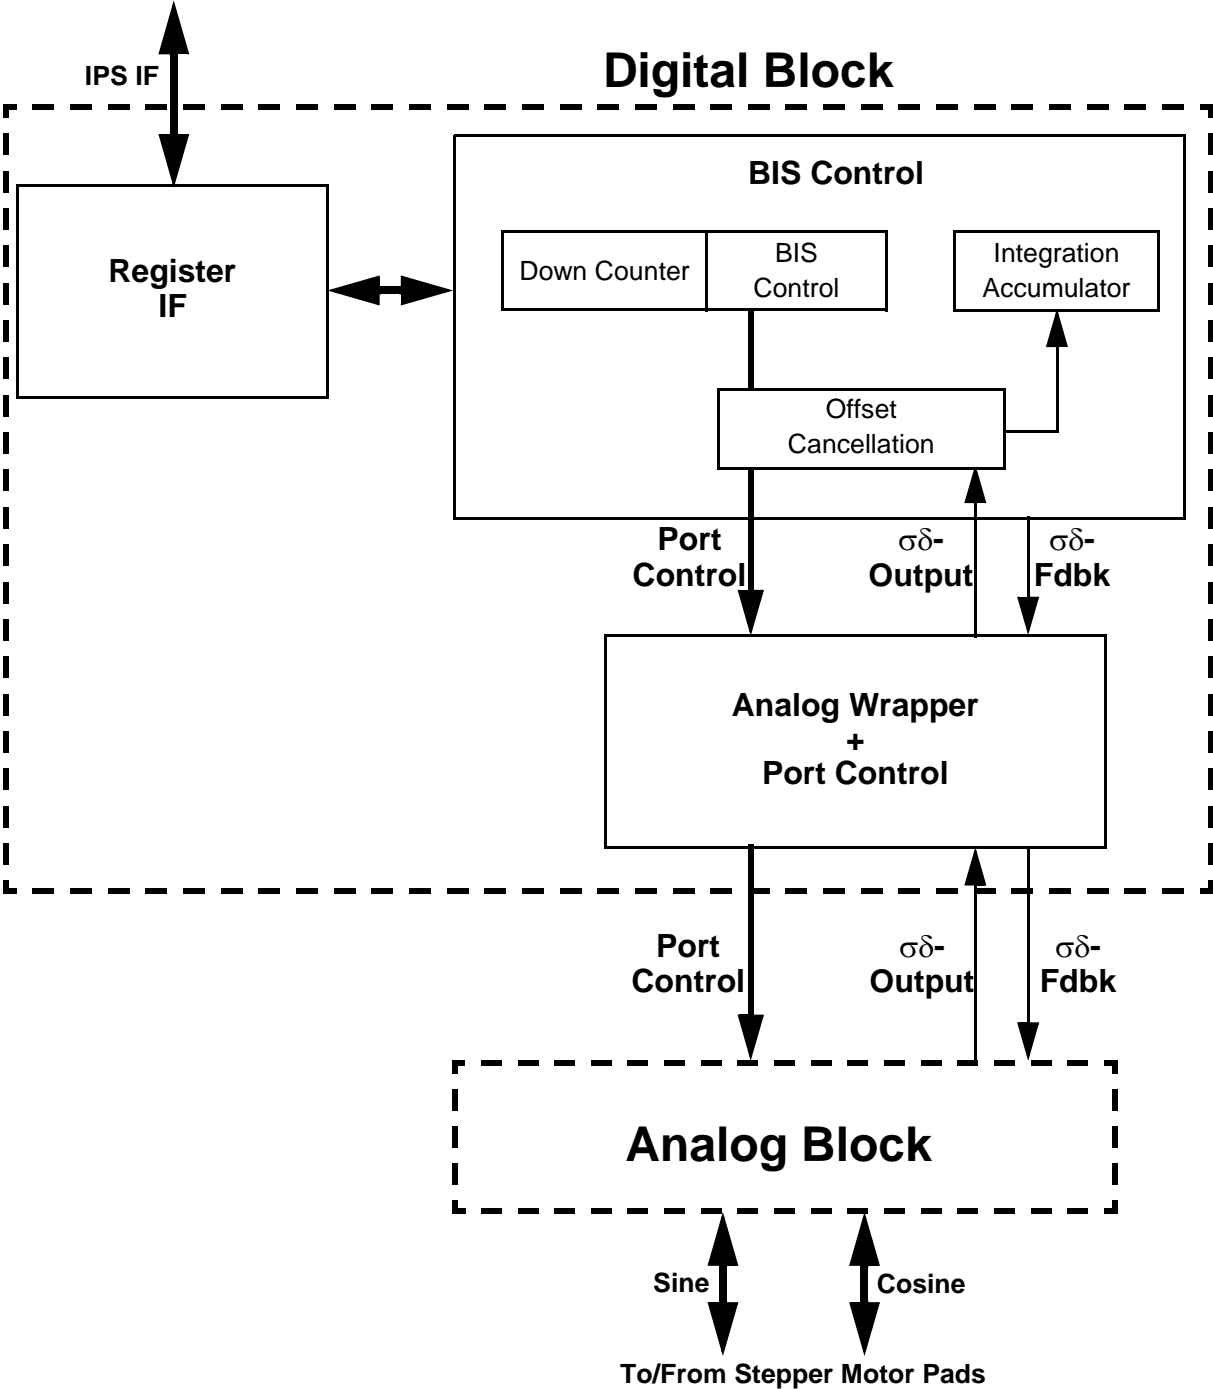 IPS IF
Digital Block
BIS Control
Register
IF
Down Counter
BIS
Control
Integration
Accumulator
Offset
Cancellation
Port
Control
σδ-
Output
σδ-
Fdbk
Analog Wrapper
+
Port Control
Port
Control
σδ-
Output
σδ-
Fdbk
Analog Block
Sine
Cosine
To/From Stepper Motor Pads